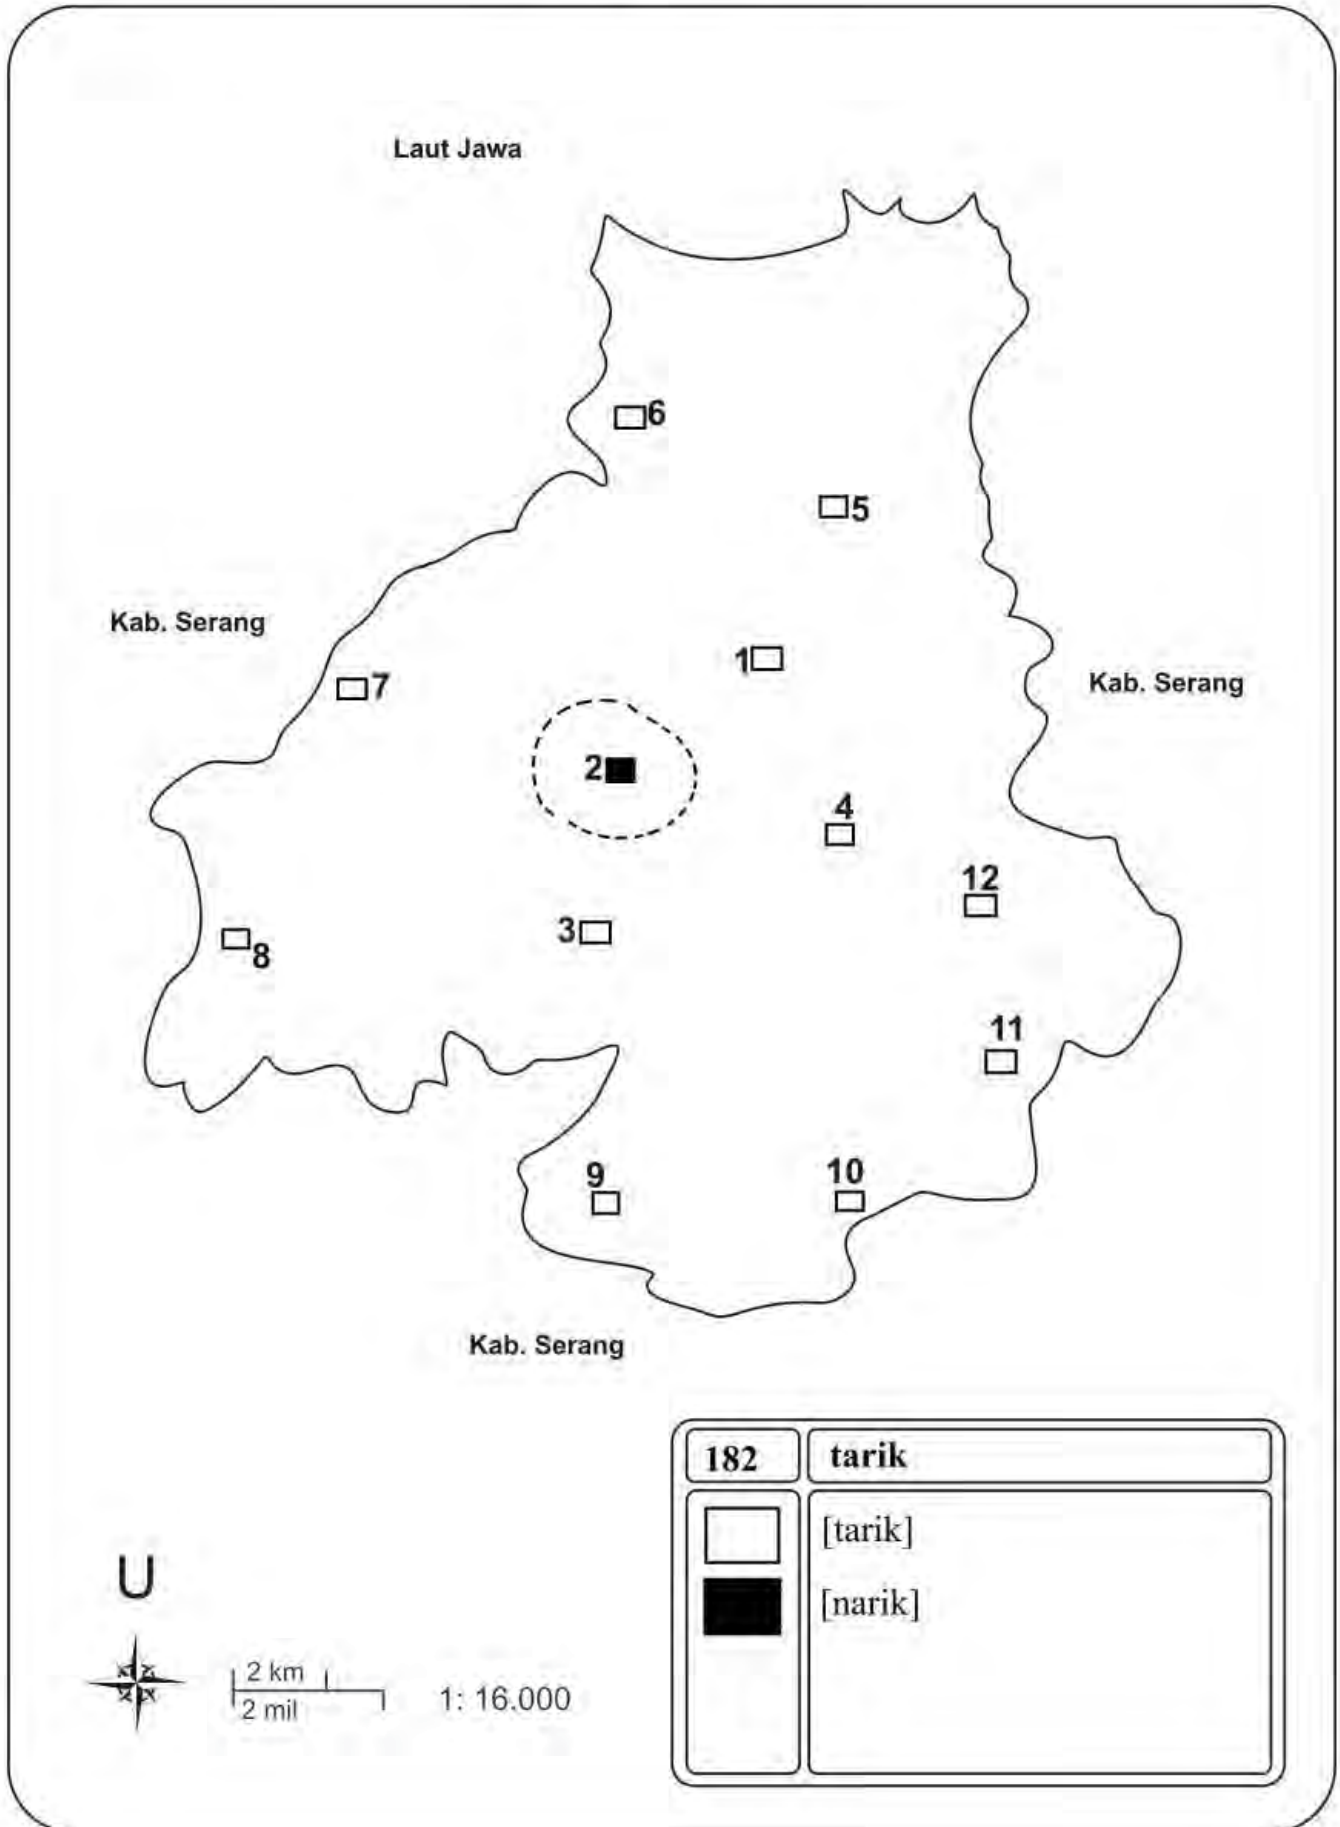 Laut Jawa
6
5
Kab. Serang
1
Kab. Serang
7
2
4
12
3
8
11
9
10
Kab. Serang
182 tarik
[tarik]
[narik]
U
2 km
2 mil
1: 16.000